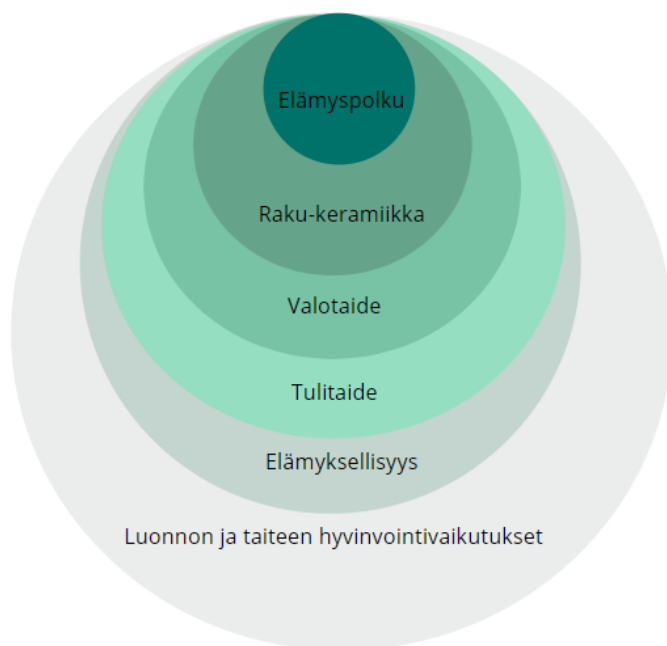 Elämyspolku
Raku-keramiikka
Valotaide
Tulitaide
Elämyksellisyys
Luonnon ja taiteen hyvinvointivaikutukset